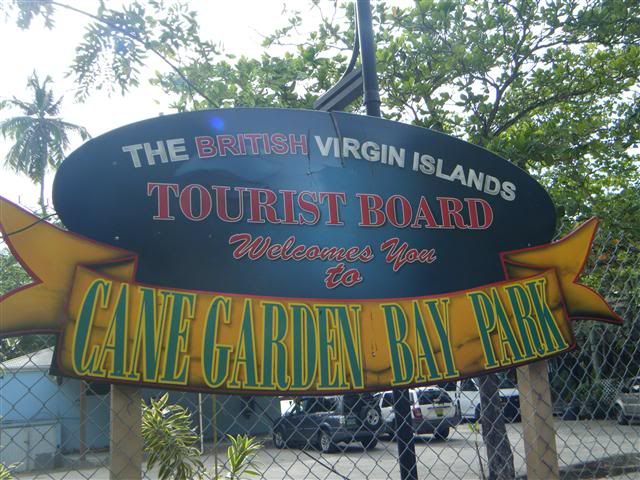 THE BRITISH VIRGIN ISLANDS
TOURIST BOARD
Welcomes You
to
CANE GARDEN BAY PARK